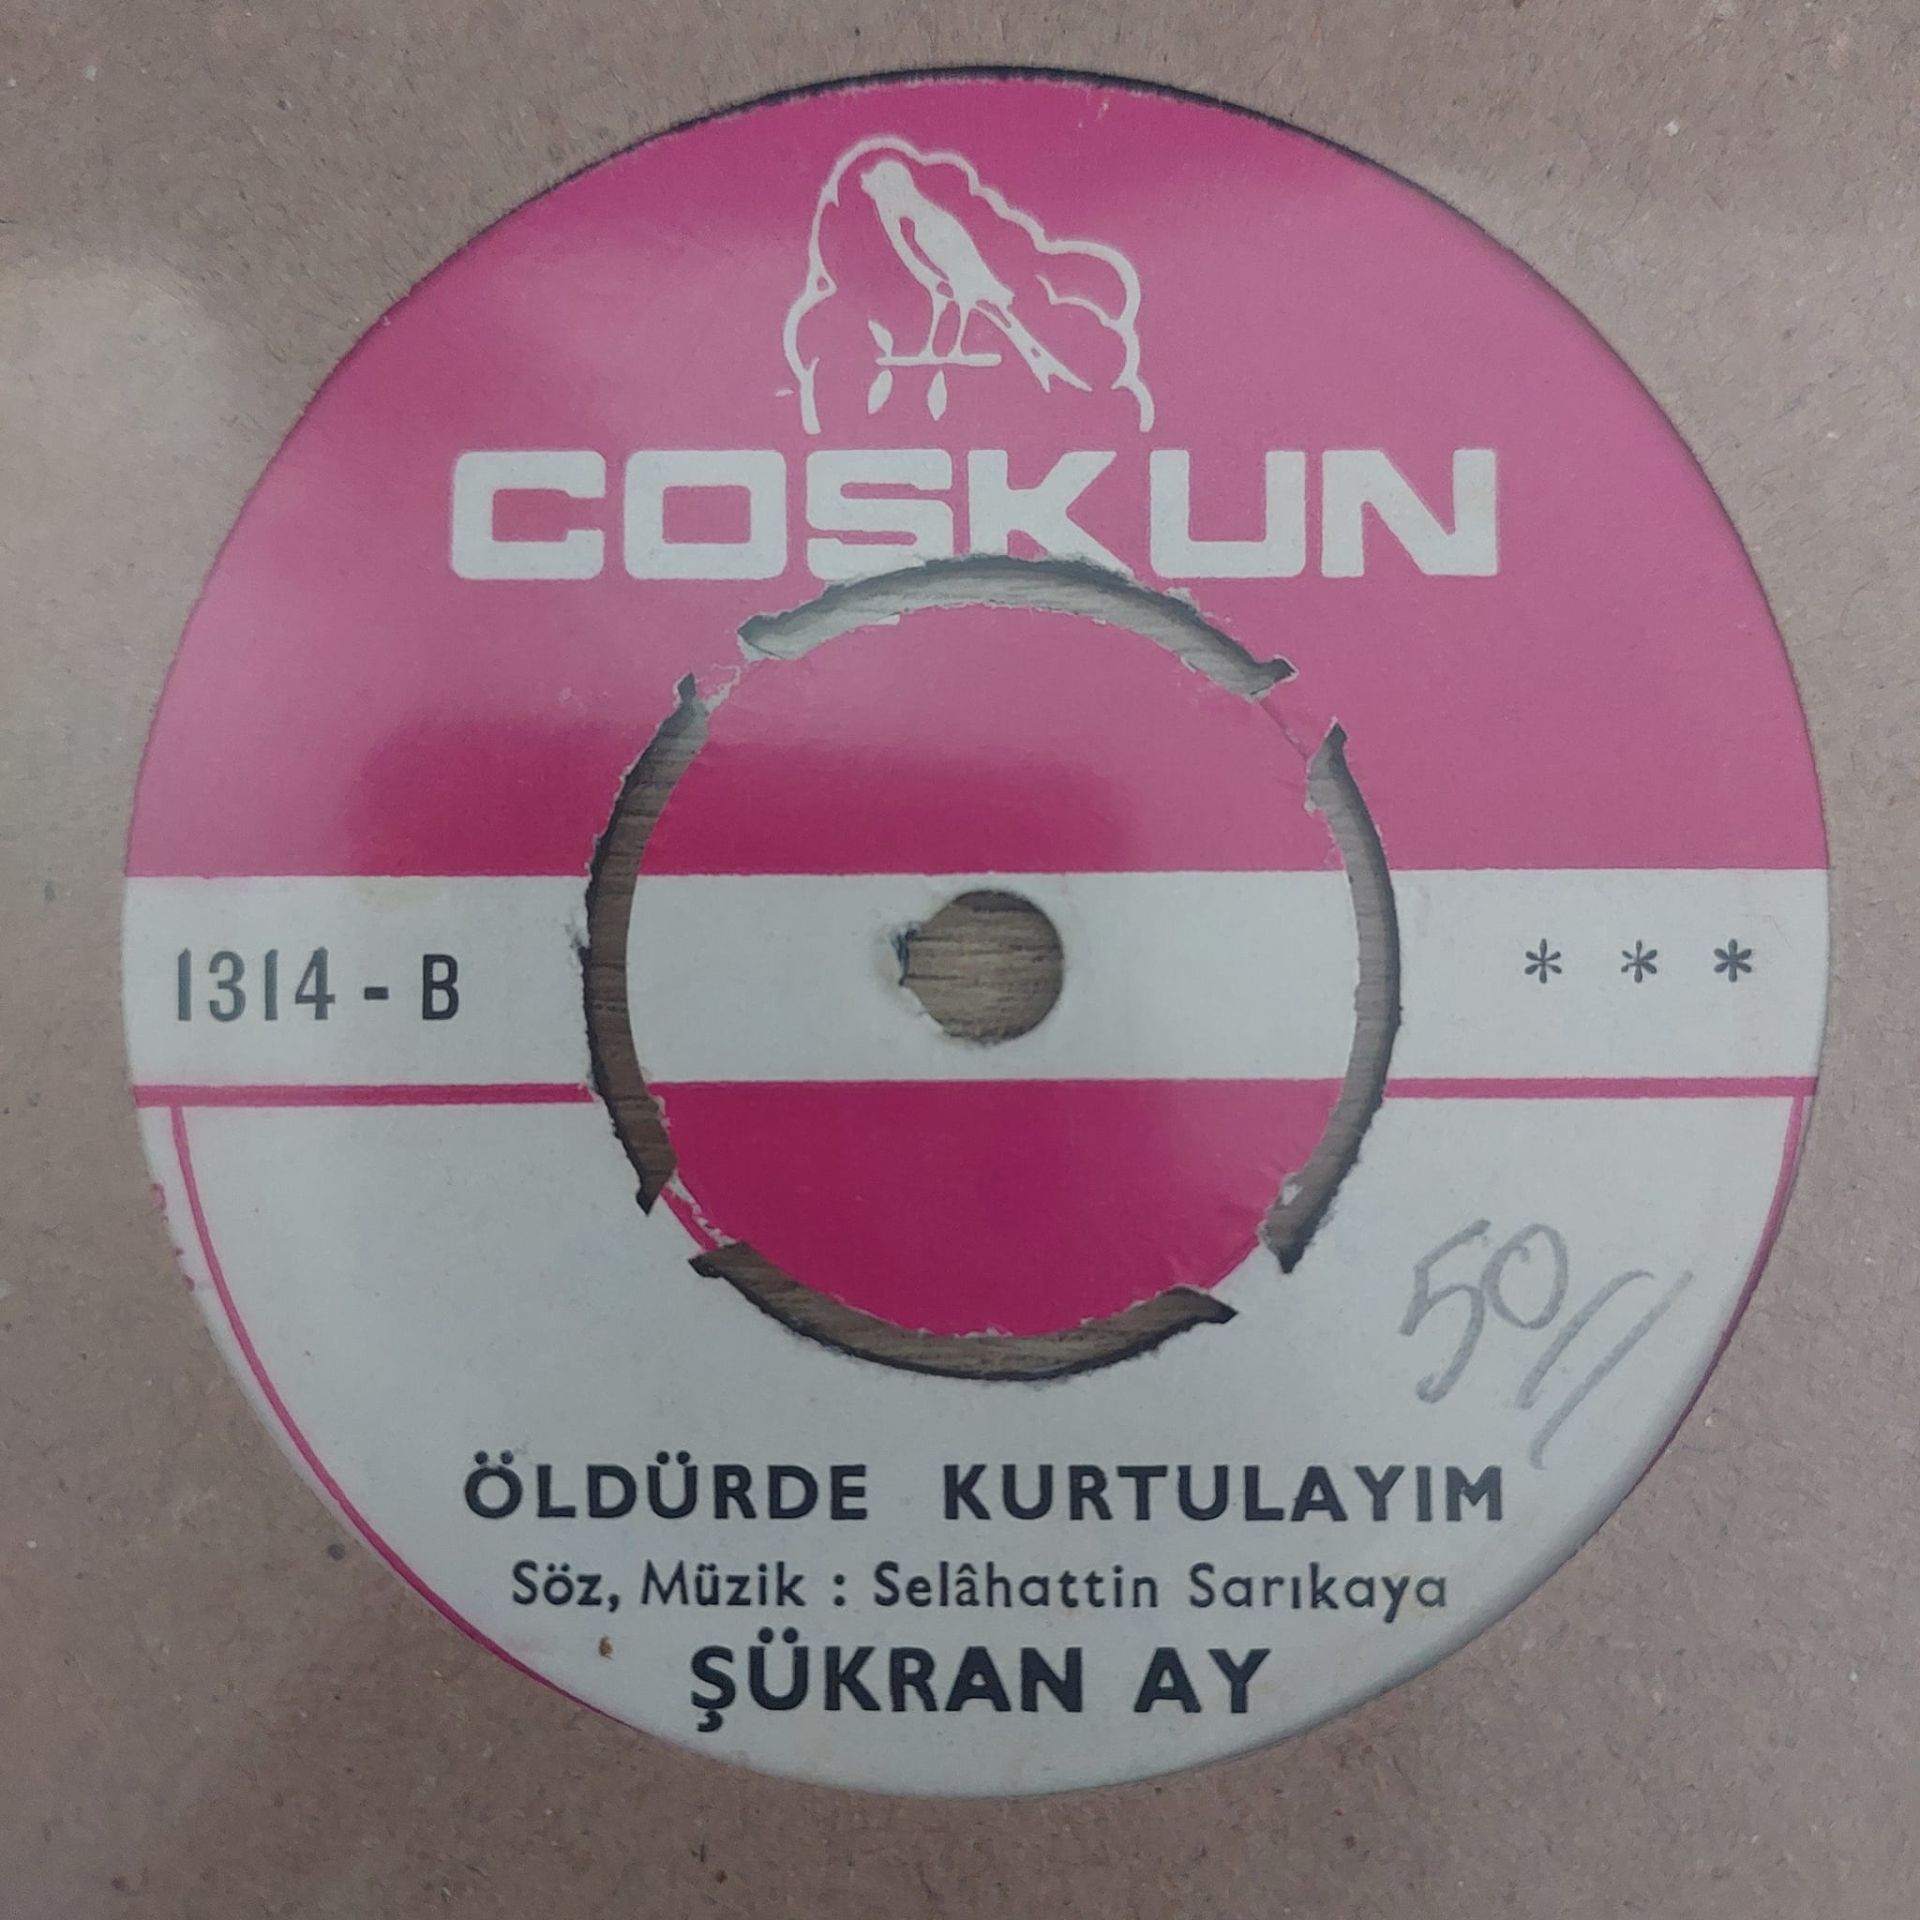 COSKUN
1314 - B
* * *
50//
ÖLDÜRDE KURTULAYIM
Söz, Müzik : Selâhattin Sarıkaya
ŞÜKRAN AY